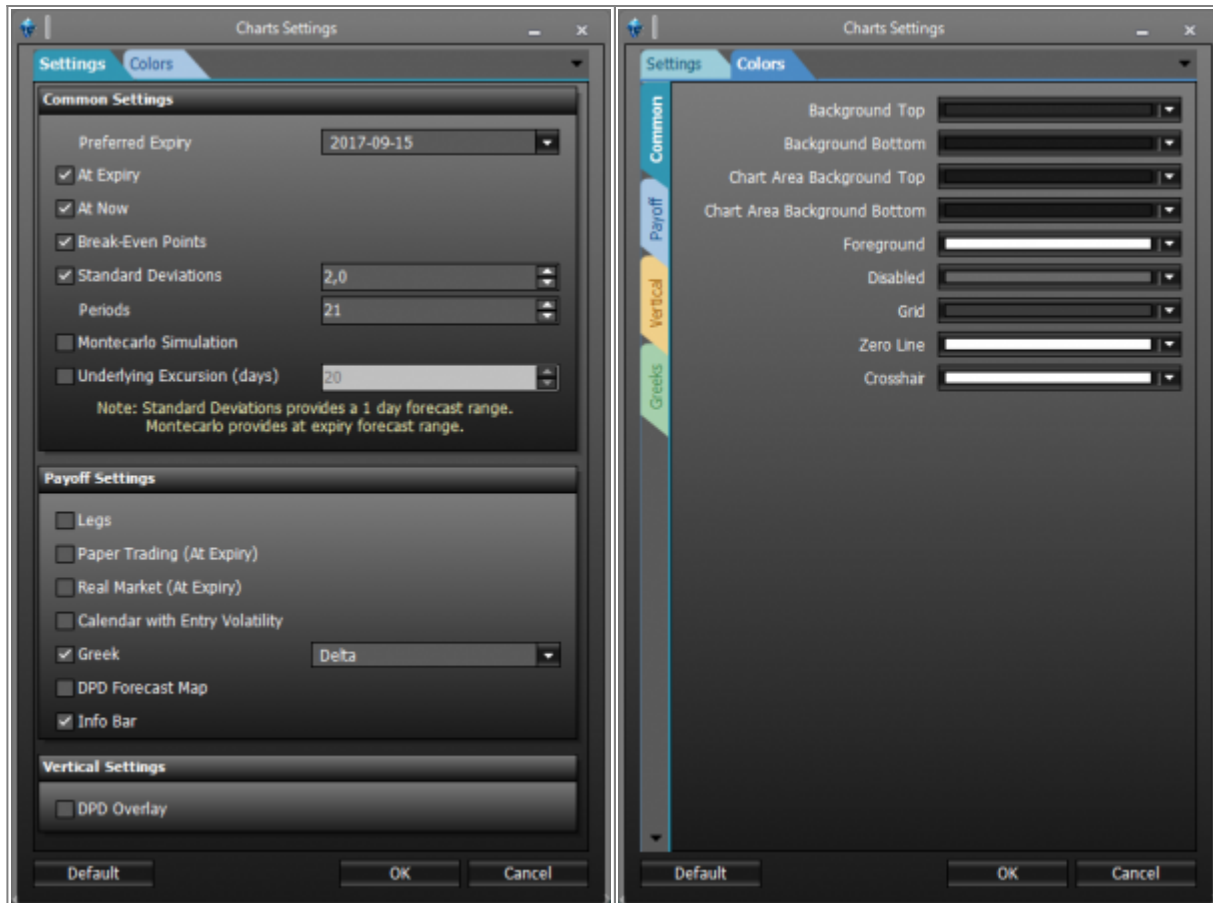 Charts Settings
Settings Colors
Common Settings
Preferred Expiry 2017-09-15
At Expiry
At Now
Break-Even Points
Standard Deviations 2,0
Periods 21
Montecarlo Simulation
Underlying Excursion (days) 20
Note: Standard Deviations provides a 1 day forecast range.
Montecarlo provides at expiry forecast range.
Payoff Settings
Legs
Paper Trading (At Expiry)
Real Market (At Expiry)
Calendar with Entry Volatility
Greek Delta
DPD Forecast Map
Info Bar
Vertical Settings
DPD Overlay
Default OK Cancel
Charts Settings
Settings Colors
Common
Payoff
Vertical
Greeks
Background Top
Background Bottom
Chart Area Background Top
Chart Area Background Bottom
Foreground
Disabled
Grid
Zero Line
Crosshair
Default OK Cancel